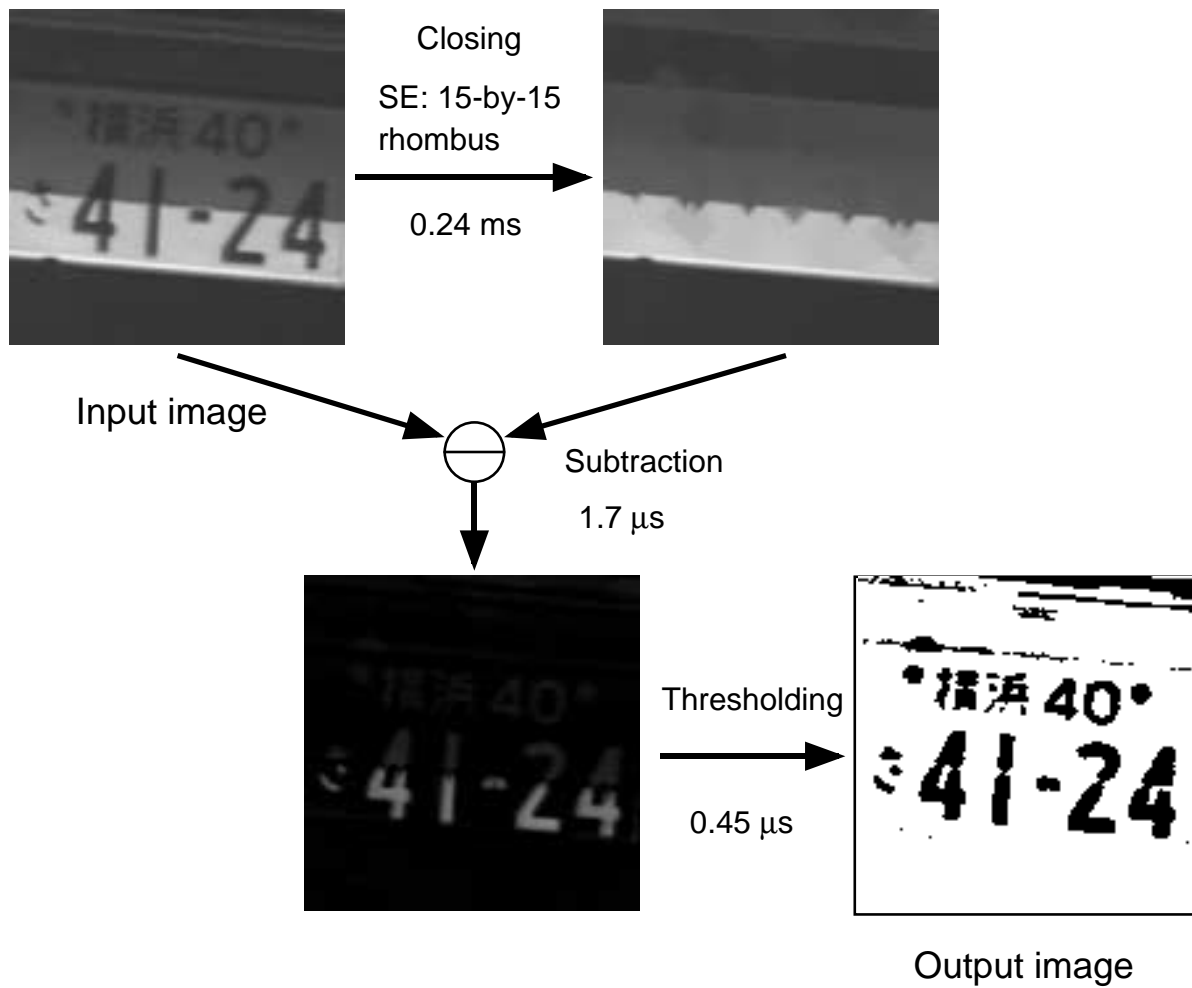 Closing
SE: 15-by-15
rhombus
0.24 ms
•横浜 40•
さ 41-24
Input image
Subtraction
1.7 μs
•横浜 40•
さ 41-24
Thresholding
0.45 μs
•横浜 40•
さ 41-24
Output image